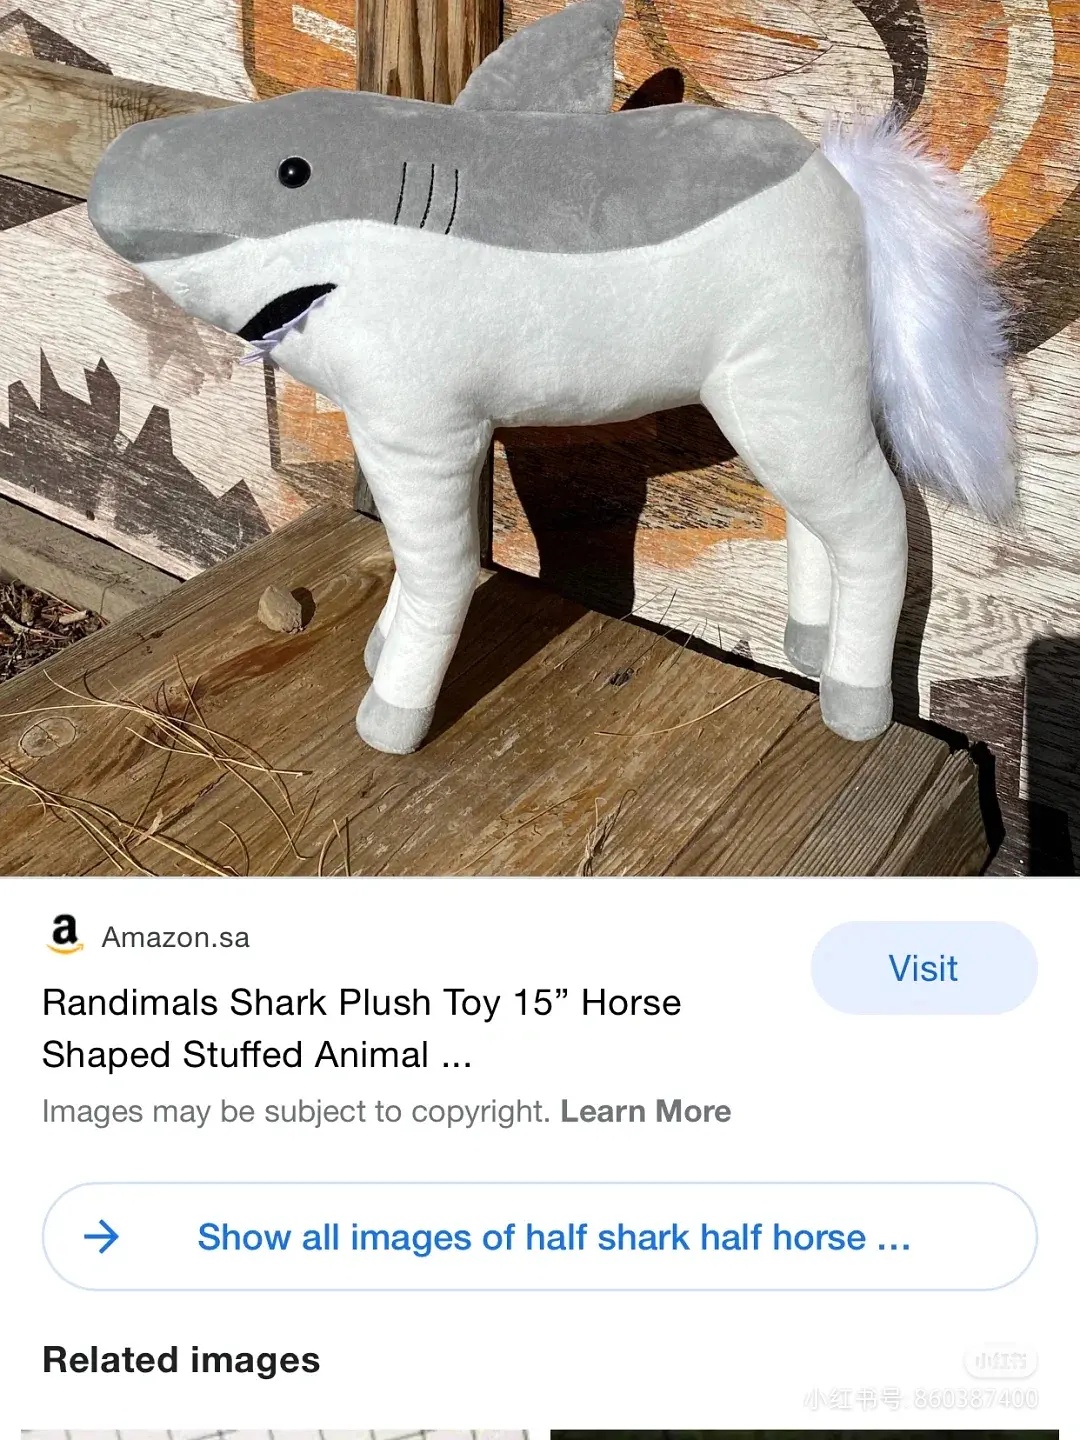 Amazon.sa
Visit
Randimals Shark Plush Toy 15” Horse
Shaped Stuffed Animal ...
Images may be subject to copyright. Learn More
Show all images of half shark half horse ...
Related images
小红书
小红书号: 860387400